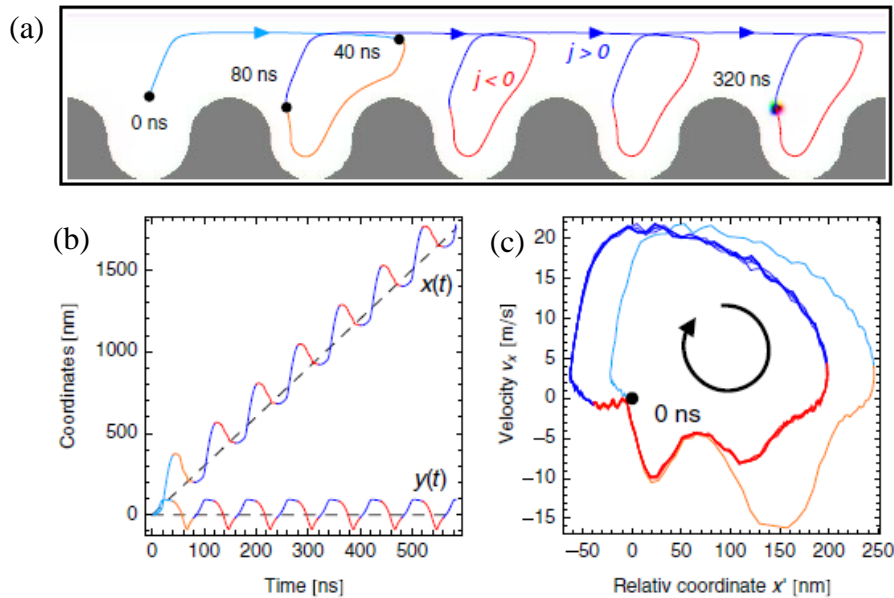 (a)
40 ns
80 ns
0 ns
j < 0
j > 0
320 ns
(b)
Coordinates [nm]
1500
1000
500
0
x(t)
y(t)
0 100 200 300 400 500
Time [ns]
(c)
Velocity vx [m/s]
20
15
10
5
0
−5
−10
−15
0 ns
−50 0 50 100 150 200 250
Relativ coordinate x' [nm]